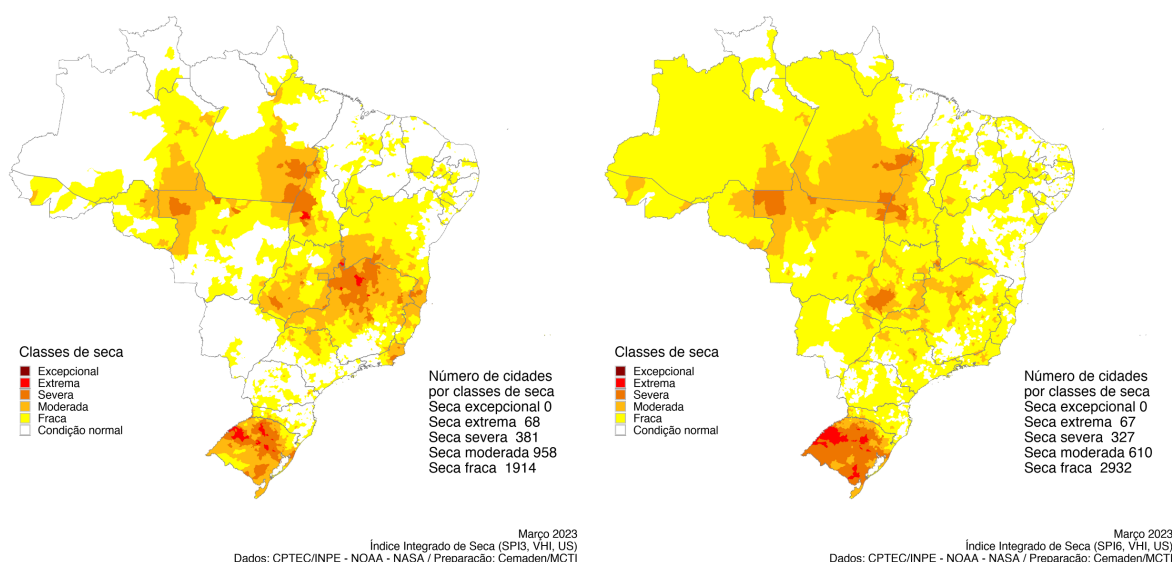 Classes de seca
Excepcional
Extrema
Severa
Moderada
Fraca
Condição normal
Número de cidades
por classes de seca
Seca excepcional 0
Seca extrema 68
Seca severa 381
Seca moderada 958
Seca fraca 1914
Março 2023
Índice Integrado de Seca (SPI3, VHI, US)
Dados: CPTEC/INPE - NOAA - NASA / Preparação: Cemaden/MCTI
Classes de seca
Excepcional
Extrema
Severa
Moderada
Fraca
Condição normal
Número de cidades
por classes de seca
Seca excepcional 0
Seca extrema 67
Seca severa 327
Seca moderada 610
Seca fraca 2932
Março 2023
Índice Integrado de Seca (SPI6, VHI, US)
Dados: CPTEC/INPE - NOAA - NASA / Preparação: Cemaden/MCTI